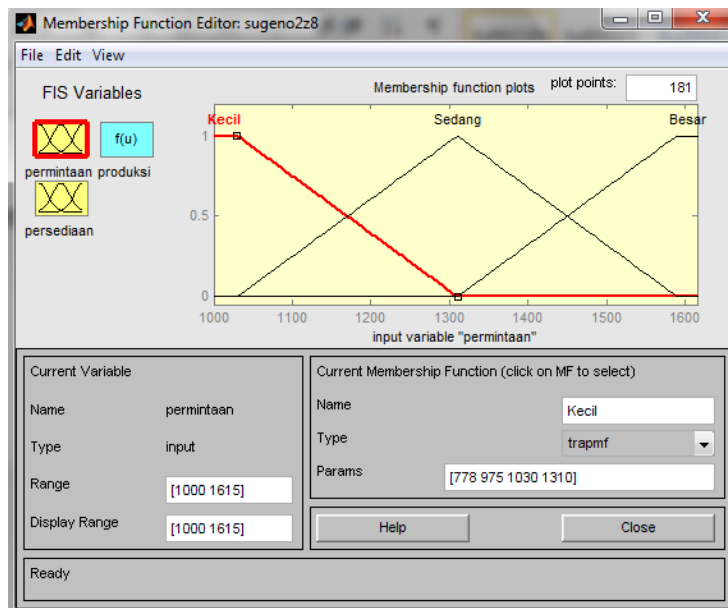 Membership Function Editor: sugeno2z8
File Edit View
FIS Variables
Membership function plots
plot points:
181
f(u)
permintaan
produksi
persediaan
Kecil
Sedang
Besar
1
0.5
0
1000 1100 1200 1300 1400 1500 1600
input variable "permintaan"
Current Variable
Name permintaan
Type input
Range [1000 1615]
Display Range [1000 1615]
Current Membership Function (click on MF to select)
Name Kecil
Type trapmf
Params [778 975 1030 1310]
Help Close
Ready